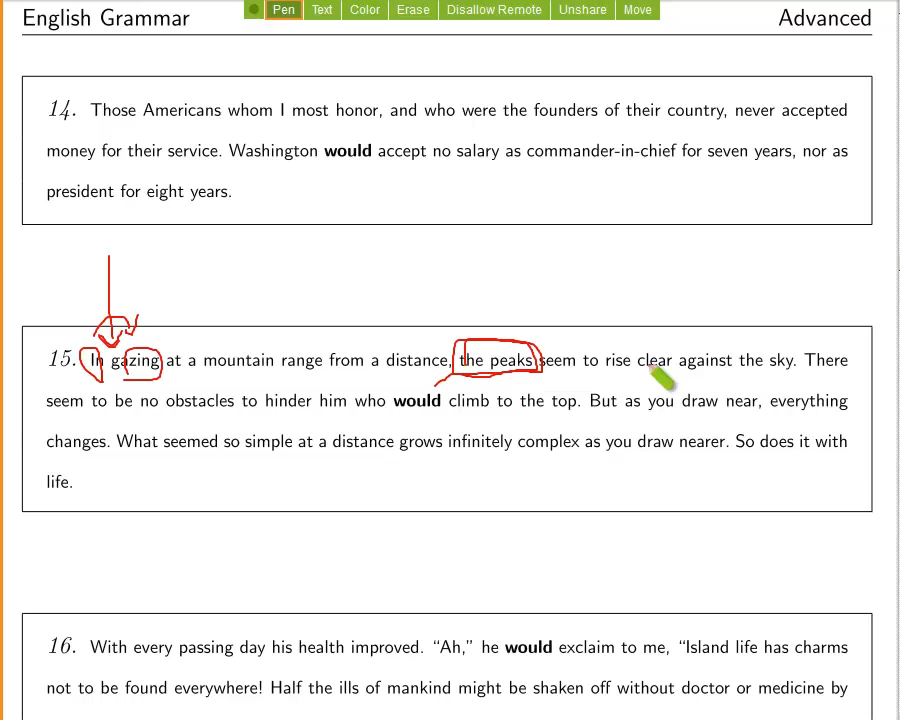 English Grammar
Pen Text Color Erase Disallow Remote Unshare Move
Advanced
14. Those Americans whom I most honor, and who were the founders of their country, never accepted
money for their service. Washington would accept no salary as commander-in-chief for seven years, nor as
president for eight years.
15. In gazing at a mountain range from a distance, the peaks seem to rise clear against the sky. There
seem to be no obstacles to hinder him who would climb to the top. But as you draw near, everything
changes. What seemed so simple at a distance grows infinitely complex as you draw nearer. So does it with
life.
16. With every passing day his health improved. “Ah,” he would exclaim to me, “Island life has charms
not to be found everywhere! Half the ills of mankind might be shaken off without doctor or medicine by